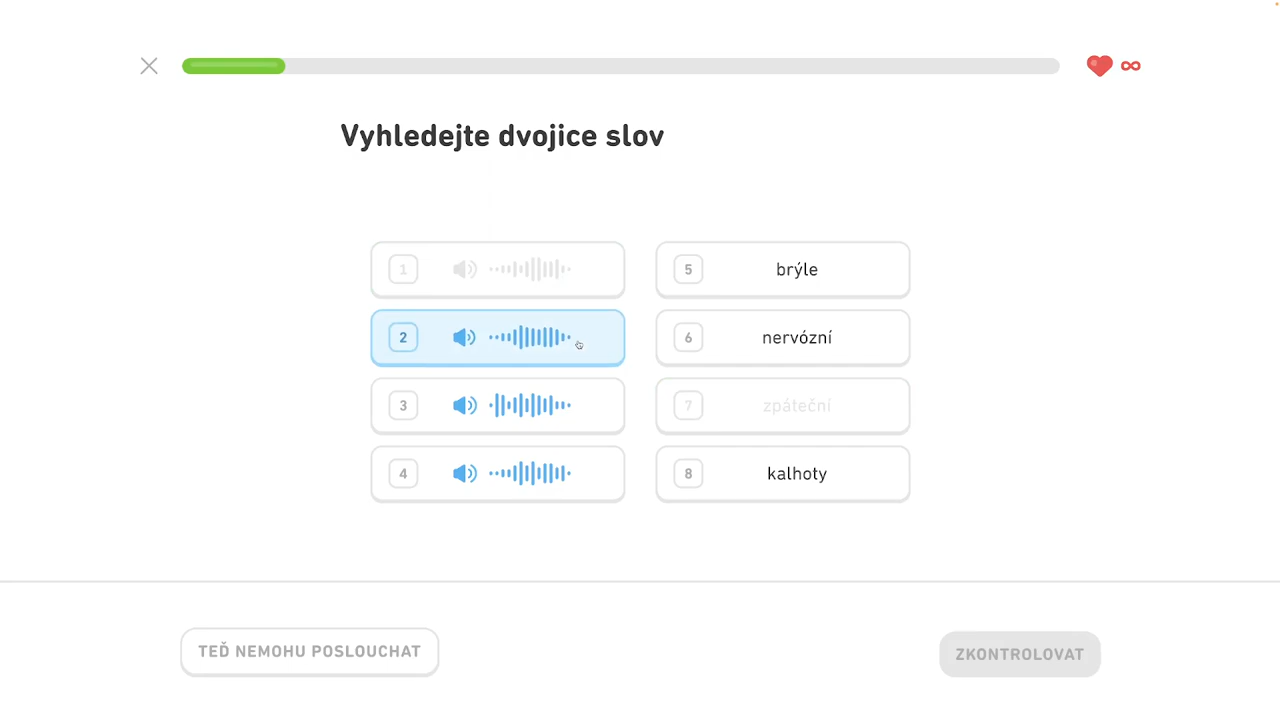 Vyhledejte dvojice slov
1
5 brýle
2
6 nervózní
3
7 zpáteční
4
8 kalhoty
TEĎ NEMOHU POSLOUCHAT
ZKONTROLOVAT